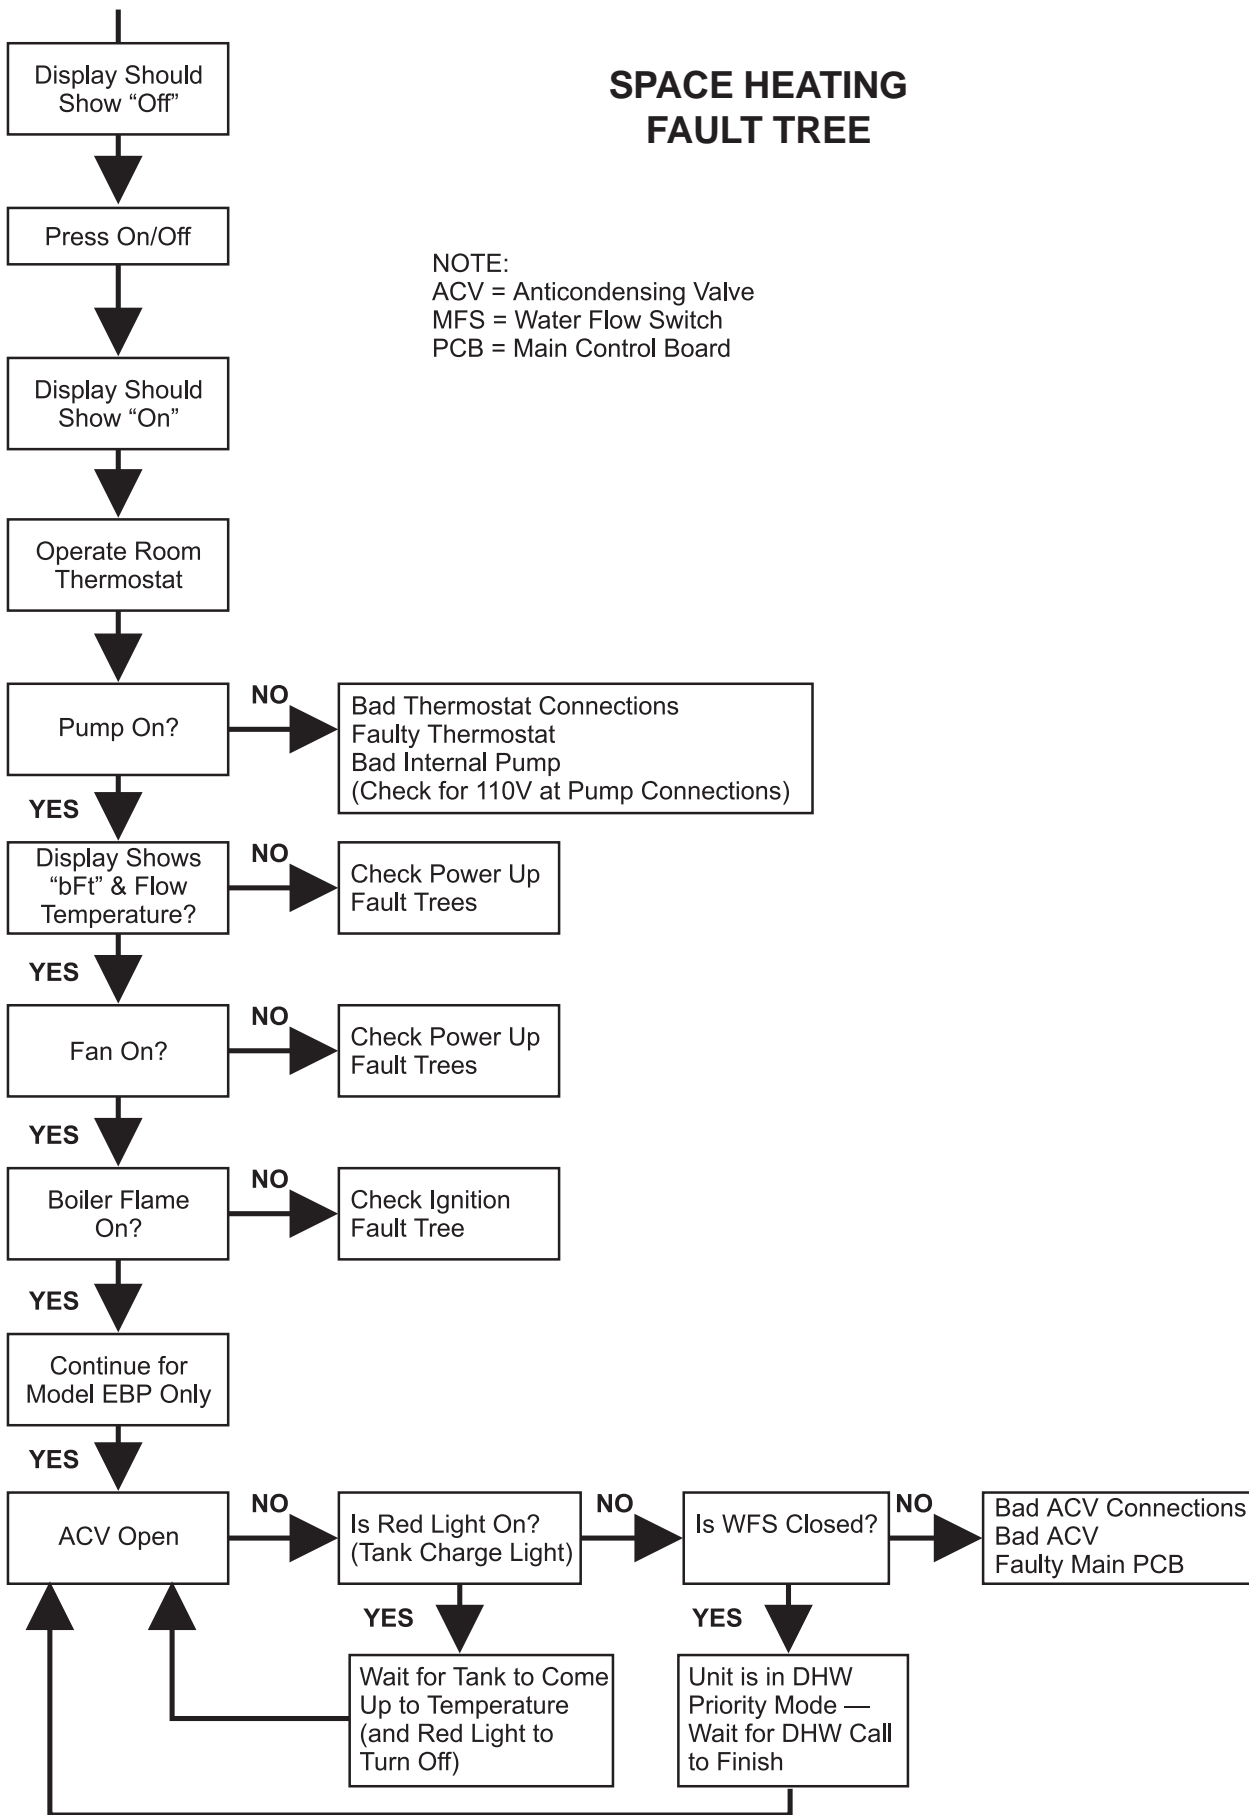 SPACE HEATING
FAULT TREE
NOTE:
ACV = Anticondensing Valve
MFS = Water Flow Switch
PCB = Main Control Board
Display Should
Show “Off”
Press On/Off
Display Should
Show “On”
Operate Room
Thermostat
Pump On?
NO
Bad Thermostat Connections
Faulty Thermostat
Bad Internal Pump
(Check for 110V at Pump Connections)
YES
Display Shows
“bFt” & Flow
Temperature?
NO
Check Power Up
Fault Trees
YES
Fan On?
NO
Check Power Up
Fault Trees
YES
Boiler Flame
On?
NO
Check Ignition
Fault Tree
YES
Continue for
Model EBP Only
YES
ACV Open
NO
Is Red Light On?
(Tank Charge Light)
NO
Is WFS Closed?
NO
Bad ACV Connections
Bad ACV
Faulty Main PCB
YES
Wait for Tank to Come
Up to Temperature
(and Red Light to
Turn Off)
YES
Unit is in DHW
Priority Mode —
Wait for DHW Call
to Finish